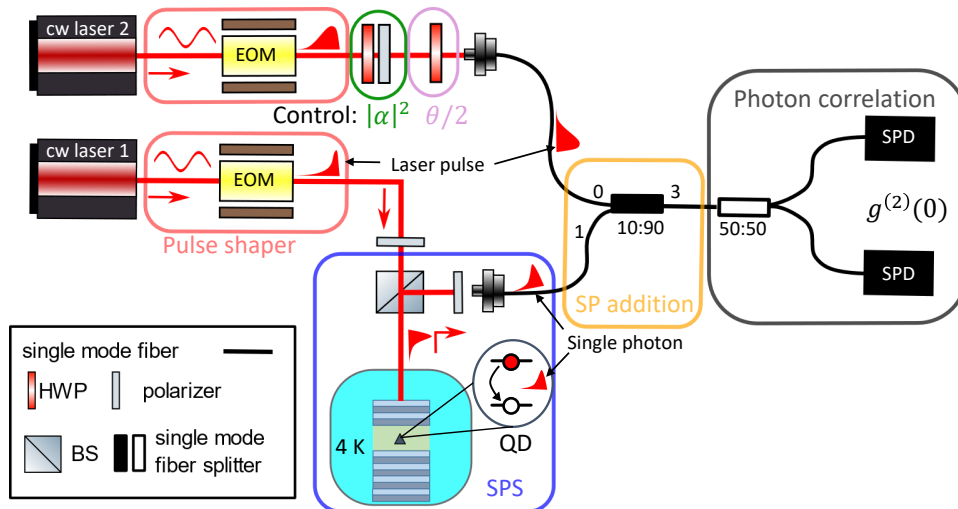 cw laser 2
EOM
Control: |α|² θ/2
Photon correlation
SPD
cw laser 1
EOM
Laser pulse
Pulse shaper
0
3
1
10:90
50:50
g⁽²⁾(0)
SPD
SP addition
Single photon
single mode fiber
HWP
polarizer
BS
single mode
fiber splitter
4 K
QD
SPS